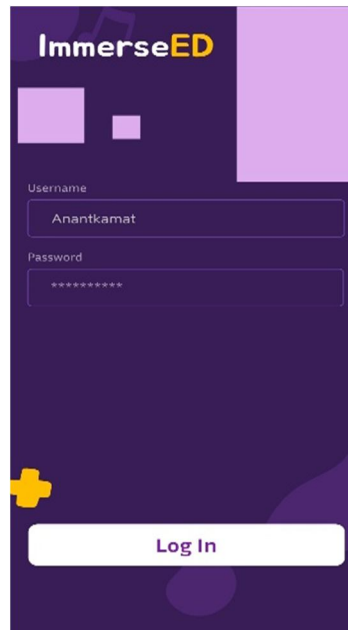 ImmerseED
Username
Anantkamat
Password
**********
Log In